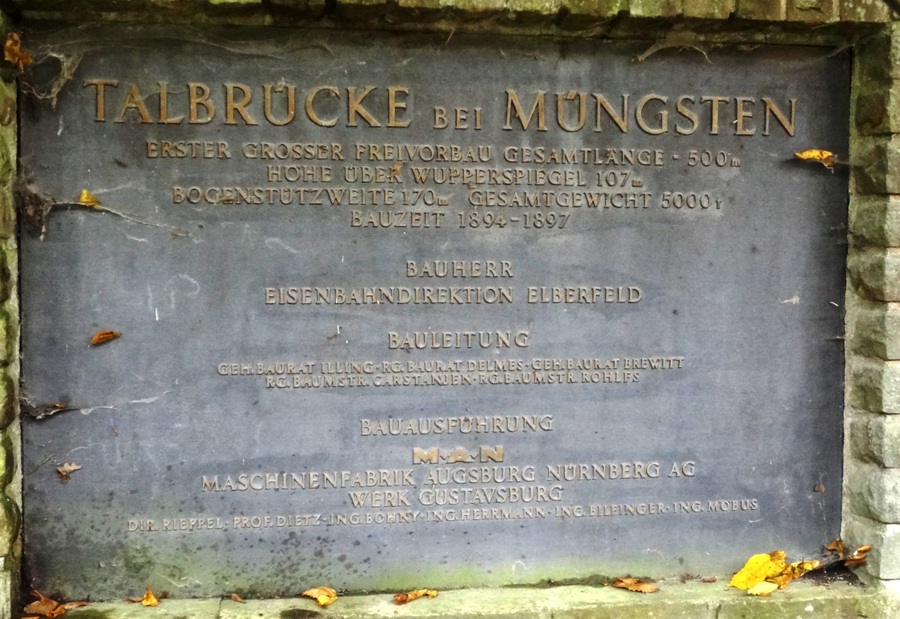 TALBRÜCKE BEI MÜNGSTEN
ERSTER GROSSER FREIVORBAU GESAMTLÄNGE - 500m
HÖHE ÜBER WUPPERSPIEGEL 107m
BOGENSTÜTZWEITE 170m GESAMTGEWICHT 5000t
BAUZEIT 1894-1897
BAUHERR
EISENBAHNDIREKTION ELBERFELD
BAULEITUNG
GEH.BAURAT ILLING·RG.BAURAT DELMES·GEH.BAURAT BREWITT
RG.BAUMSTR.CARSTANJEN·RG.BAUMSTR.ROHLFS
BAUAUSFÜHRUNG
M·A·N
MASCHINENFABRIK AUGSBURG NÜRNBERG AG
WERK GUSTAVSBURG
DIR.RIEPPEL·PROF.DIETZ·ING.BOHNY·ING.HERRMANN·ING.BILFINGER·ING.MÖBUS